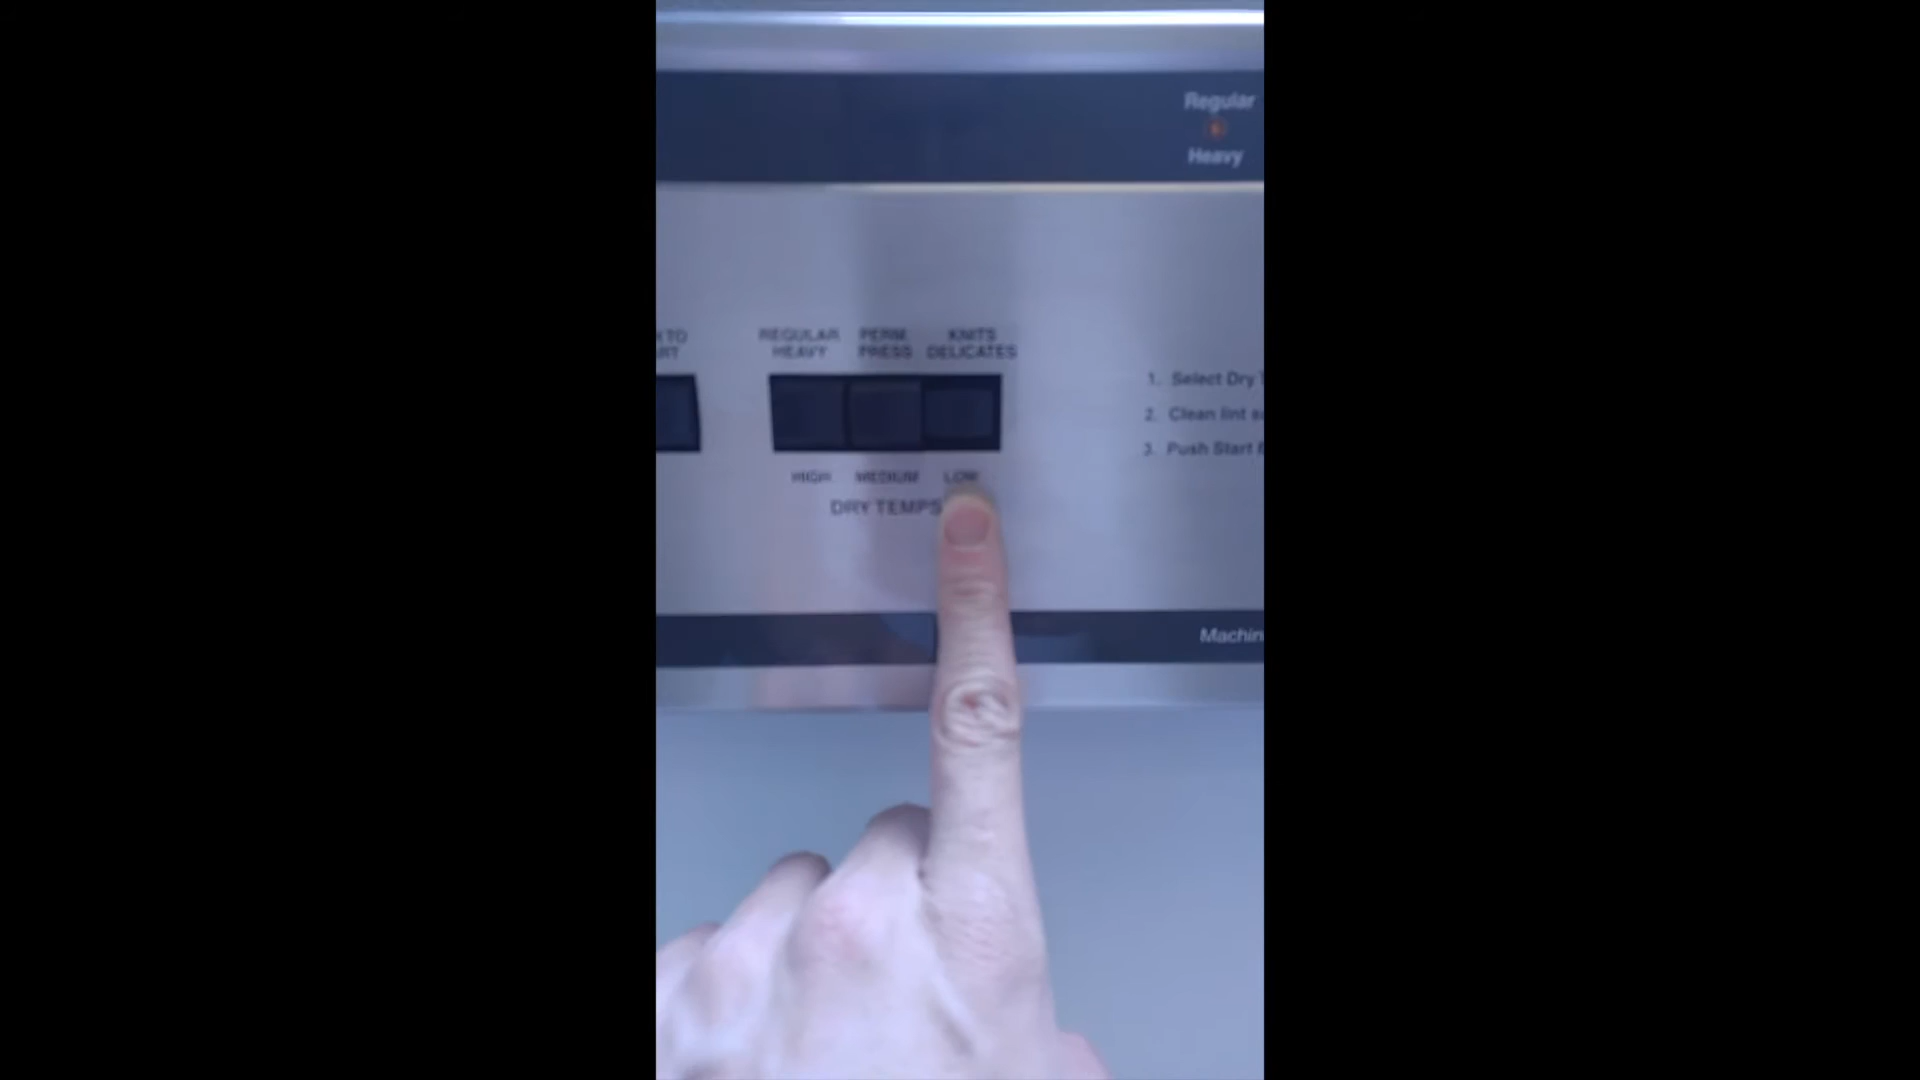 Regular
Heavy
REGULAR
HEAVY
PERM
PRESS
KNITS
DELICATES
HIGH
MEDIUM
LOW
DRY TEMPS
1. Select Dry
2. Clean lint
3. Push Start